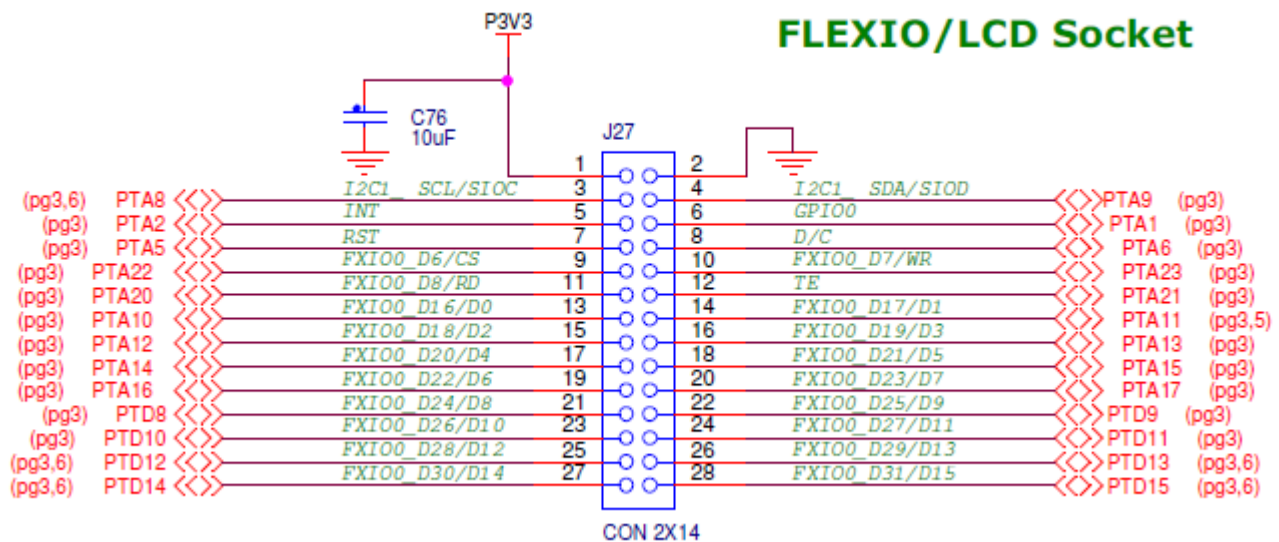 P3V3
FLEXIO/LCD Socket
C76
10uF
J27
1 2
(pg3,6) PTA8 I2C1_ SCL/SIOC 3 4 I2C1_ SDA/SIOD PTA9 (pg3)
(pg3) PTA2 INT 5 6 GPIO0 PTA1 (pg3)
(pg3) PTA5 RST 7 8 D/C PTA6 (pg3)
(pg3) PTA22 FXIO0_D6/CS 9 10 FXIO0_D7/WR PTA23 (pg3)
(pg3) PTA20 FXIO0_D8/RD 11 12 TE PTA21 (pg3)
(pg3) PTA10 FXIO0_D16/D0 13 14 FXIO0_D17/D1 PTA11 (pg3,5)
(pg3) PTA12 FXIO0_D18/D2 15 16 FXIO0_D19/D3 PTA13 (pg3)
(pg3) PTA14 FXIO0_D20/D4 17 18 FXIO0_D21/D5 PTA15 (pg3)
(pg3) PTA16 FXIO0_D22/D6 19 20 FXIO0_D23/D7 PTA17 (pg3)
(pg3) PTD8 FXIO0_D24/D8 21 22 FXIO0_D25/D9 PTD9 (pg3)
(pg3) PTD10 FXIO0_D26/D10 23 24 FXIO0_D27/D11 PTD11 (pg3)
(pg3,6) PTD12 FXIO0_D28/D12 25 26 FXIO0_D29/D13 PTD13 (pg3,6)
(pg3,6) PTD14 FXIO0_D30/D14 27 28 FXIO0_D31/D15 PTD15 (pg3,6)
CON 2X14